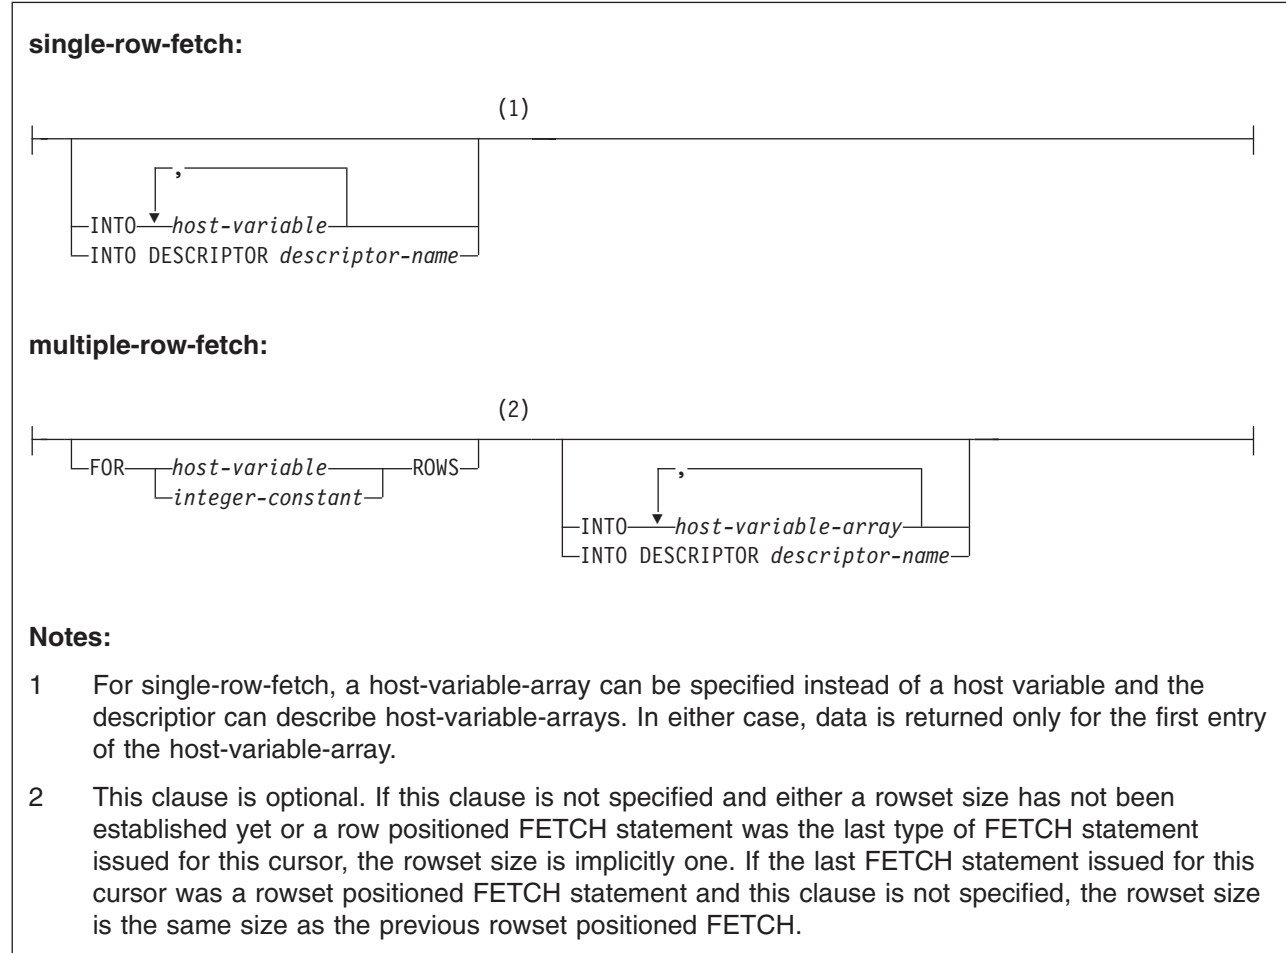 single-row-fetch:
(1)
,
INTO host-variable
INTO DESCRIPTOR descriptor-name
multiple-row-fetch:
(2)
FOR host-variable ROWS
integer-constant
,
INTO host-variable-array
INTO DESCRIPTOR descriptor-name
Notes:
1 For single-row-fetch, a host-variable-array can be specified instead of a host variable and the
descriptior can describe host-variable-arrays. In either case, data is returned only for the first entry
of the host-variable-array.
2 This clause is optional. If this clause is not specified and either a rowset size has not been
established yet or a row positioned FETCH statement was the last type of FETCH statement
issued for this cursor, the rowset size is implicitly one. If the last FETCH statement issued for this
cursor was a rowset positioned FETCH statement and this clause is not specified, the rowset size
is the same size as the previous rowset positioned FETCH.